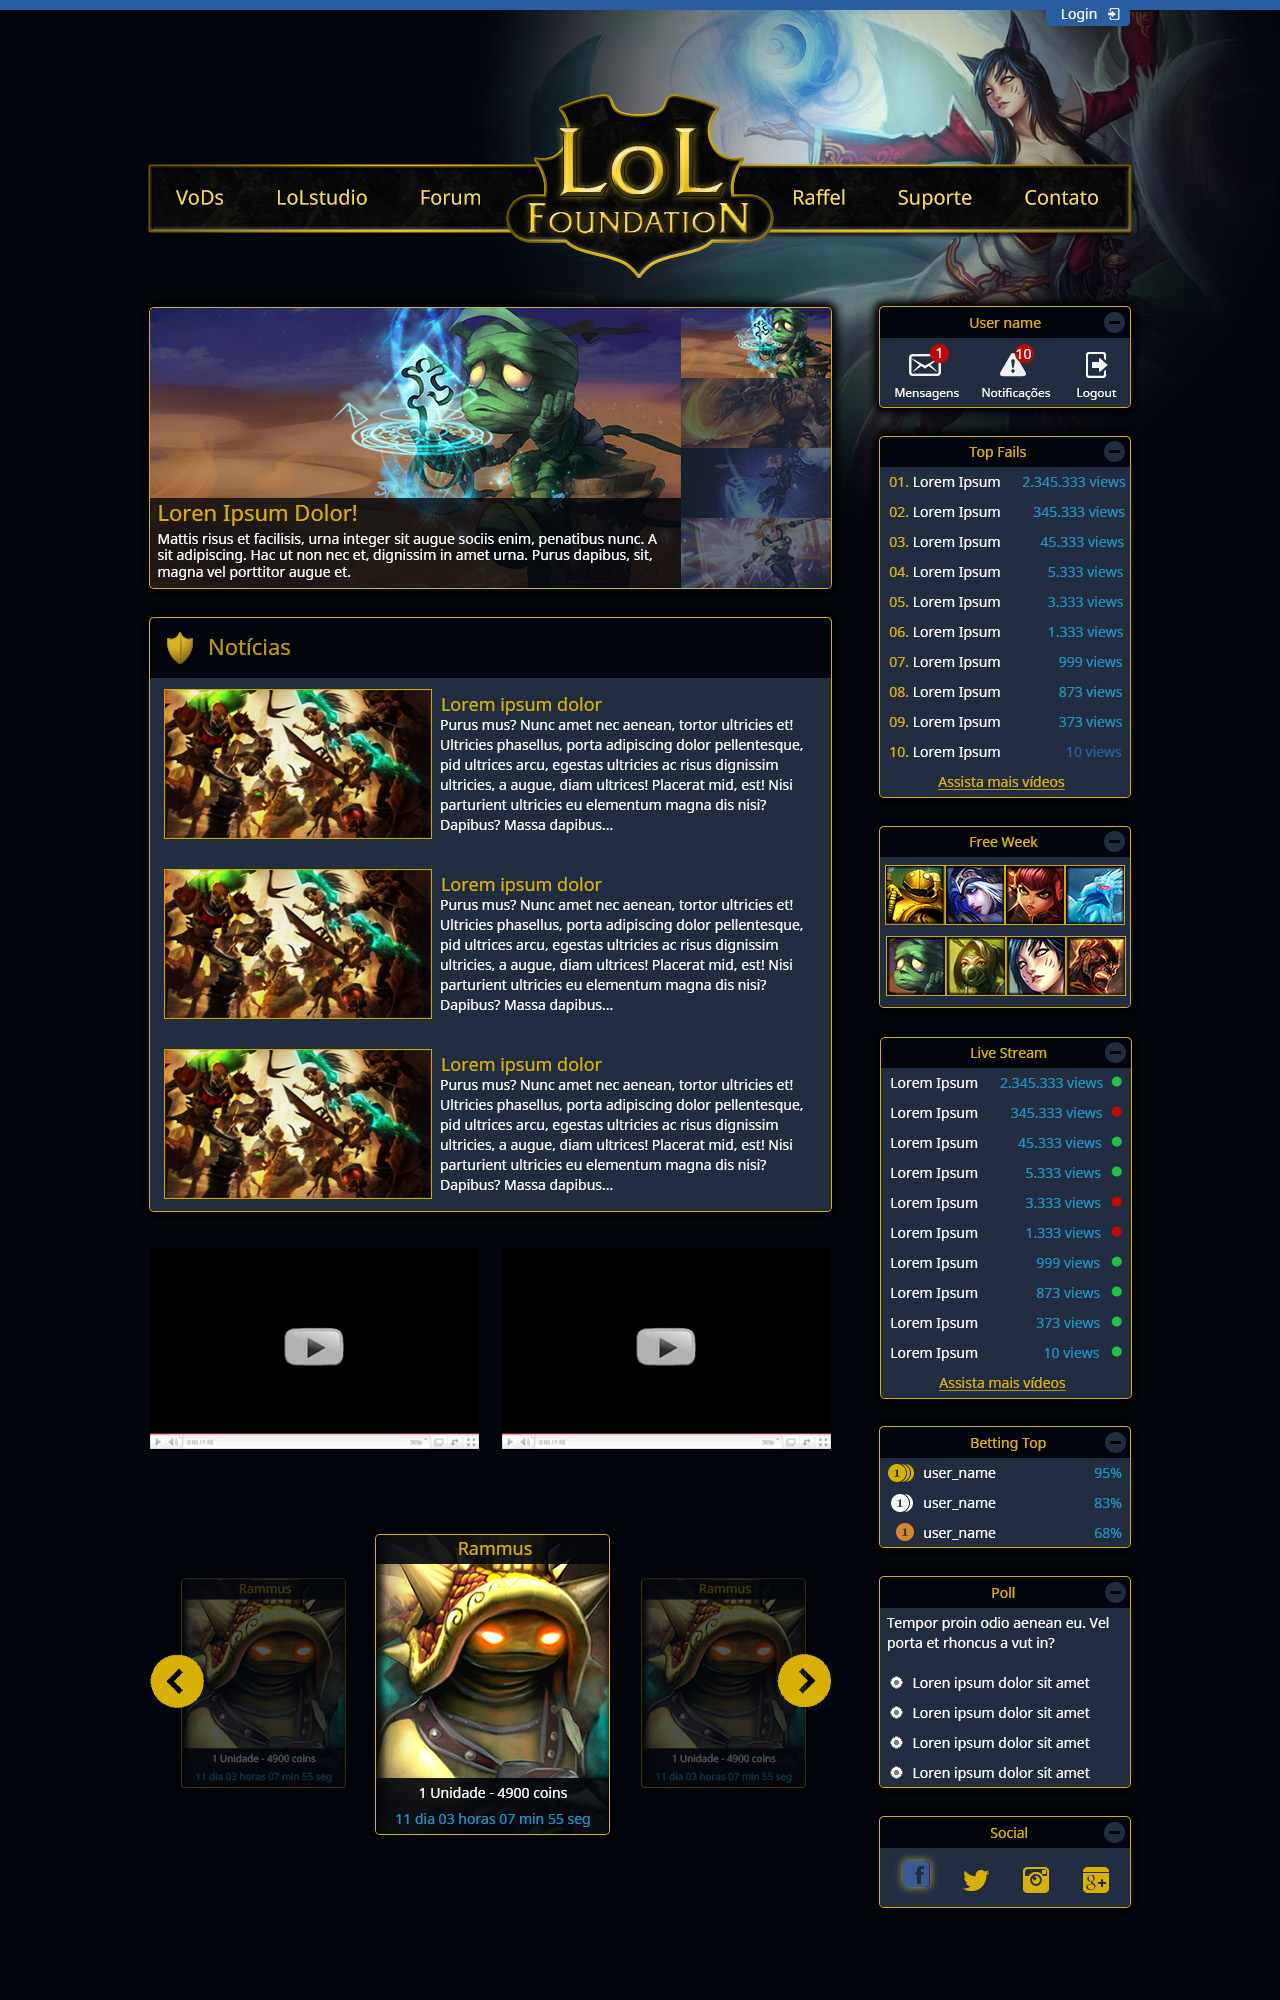 Login
VoDs
LoLstudio
Forum
LoL
Foundation
Raffel
Suporte
Contato
Loren Ipsum Dolor!
Mattis risus et facilisis, urna integer sit augue sociis enim, penatibus nunc. A
sit adipiscing. Hac ut non nec et, dignissim in amet urna. Purus dapibus, sit,
magna vel porttitor augue et.
Notícias
Lorem ipsum dolor
Purus mus? Nunc amet nec aenean, tortor ultricies et!
Ultricies phasellus, porta adipiscing dolor pellentesque,
pid ultrices arcu, egestas ultricies ac risus dignissim
ultricies, a augue, diam ultrices! Placerat mid, est! Nisi
parturient ultricies eu elementum magna dis nisi?
Dapibus? Massa dapibus...
Lorem ipsum dolor
Purus mus? Nunc amet nec aenean, tortor ultricies et!
Ultricies phasellus, porta adipiscing dolor pellentesque,
pid ultrices arcu, egestas ultricies ac risus dignissim
ultricies, a augue, diam ultrices! Placerat mid, est! Nisi
parturient ultricies eu elementum magna dis nisi?
Dapibus? Massa dapibus...
Lorem ipsum dolor
Purus mus? Nunc amet nec aenean, tortor ultricies et!
Ultricies phasellus, porta adipiscing dolor pellentesque,
pid ultrices arcu, egestas ultricies ac risus dignissim
ultricies, a augue, diam ultrices! Placerat mid, est! Nisi
parturient ultricies eu elementum magna dis nisi?
Dapibus? Massa dapibus...
360p
360p
Rammus
1 Unidade - 4900 coins
11 dia 03 horas 07 min 55 seg
Rammus
1 Unidade - 4900 coins
11 dia 03 horas 07 min 55 seg
Rammus
1 Unidade - 4900 coins
11 dia 03 horas 07 min 55 seg
User name
1
10
Mensagens
Notificações
Logout
Top Fails
01. Lorem Ipsum 2.345.333 views
02. Lorem Ipsum 345.333 views
03. Lorem Ipsum 45.333 views
04. Lorem Ipsum 5.333 views
05. Lorem Ipsum 3.333 views
06. Lorem Ipsum 1.333 views
07. Lorem Ipsum 999 views
08. Lorem Ipsum 873 views
09. Lorem Ipsum 373 views
10. Lorem Ipsum 10 views
Assista mais vídeos
Free Week
Live Stream
Lorem Ipsum 2.345.333 views
Lorem Ipsum 345.333 views
Lorem Ipsum 45.333 views
Lorem Ipsum 5.333 views
Lorem Ipsum 3.333 views
Lorem Ipsum 1.333 views
Lorem Ipsum 999 views
Lorem Ipsum 873 views
Lorem Ipsum 373 views
Lorem Ipsum 10 views
Assista mais vídeos
Betting Top
1 user_name 95%
1 user_name 83%
1 user_name 68%
Poll
Tempor proin odio aenean eu. Vel
porta et rhoncus a vut in?
Loren ipsum dolor sit amet
Loren ipsum dolor sit amet
Loren ipsum dolor sit amet
Loren ipsum dolor sit amet
Social
f
g+